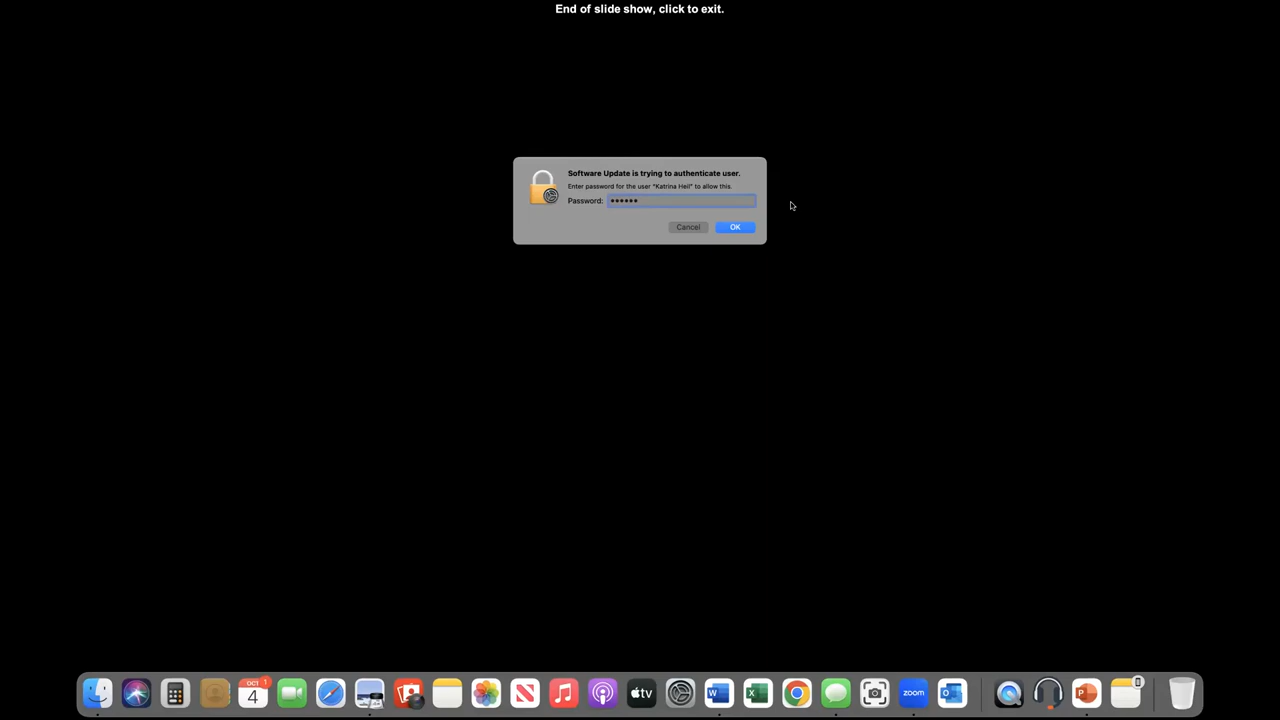 End of slide show, click to exit.
Software Update is trying to authenticate user.
Enter password for the user "Katrina Heil" to allow this.
Password: ••••••
Cancel
OK
OCT
1
4
tv
W
X
zoom
O
P